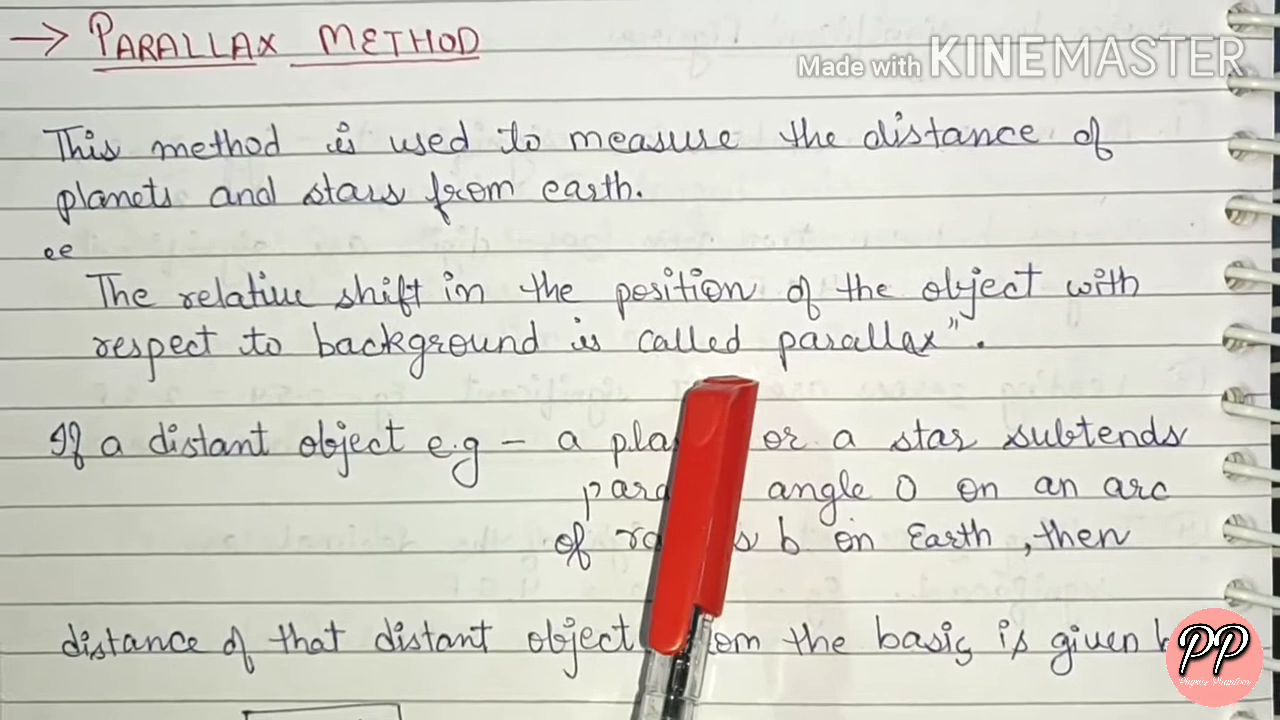 → PARALLAX METHOD
Made with KINEMASTER
This method is used to measure the distance of
planets and stars from earth.
The relative shift in the position of the object with
respect to background is called parallax".
If a distant object e.g - a or a star subtends
angle θ on an arc
of b on Earth, then
distance of that distant object the basis is given
PP